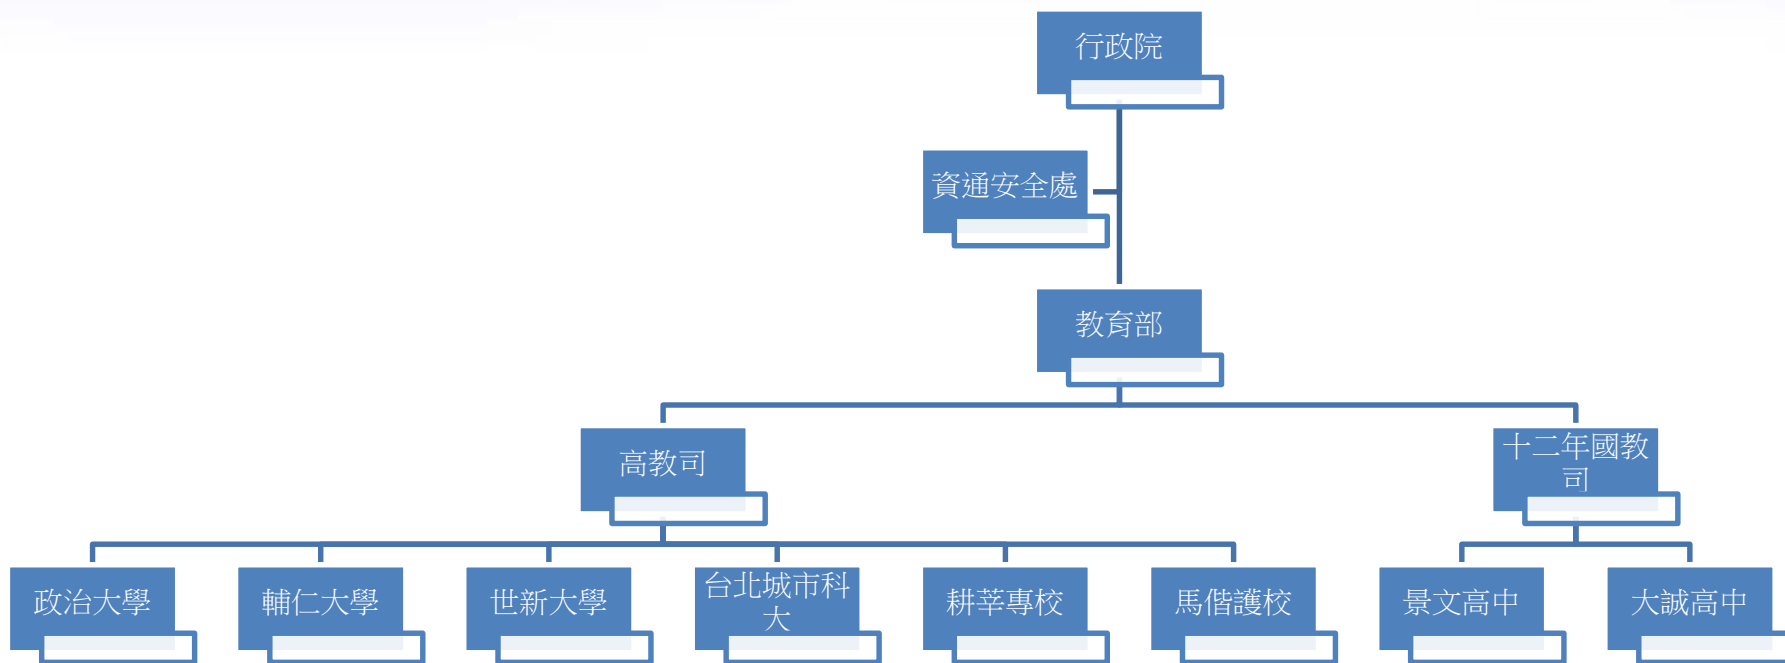 行政院
資通安全處
教育部
高教司
十二年國教
司
政治大學
輔仁大學
世新大學
台北城市科
大
耕莘專校
馬偕護校
景文高中
大誠高中